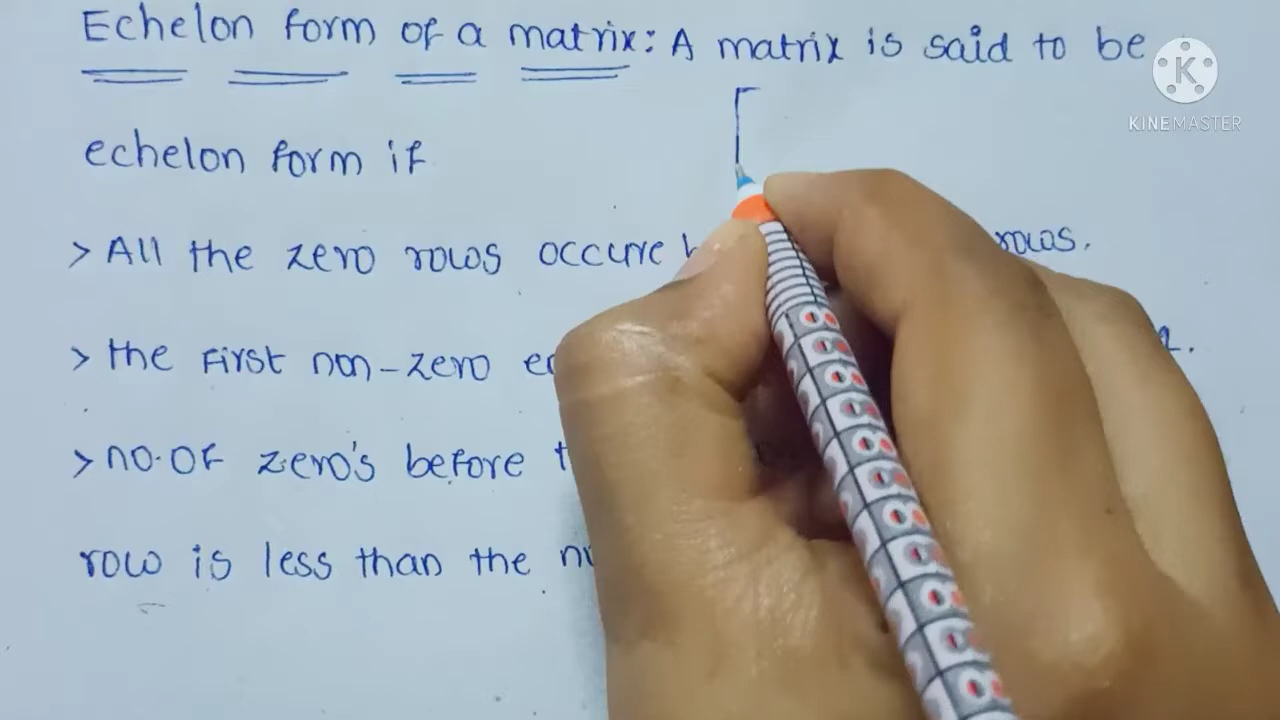 Echelon form of a matrix: A matrix is said to be
K
KINEMASTER
echelon form if
> All the zero rows occure rows.
> the First non-zero
> no.of zero's before
row is less than the